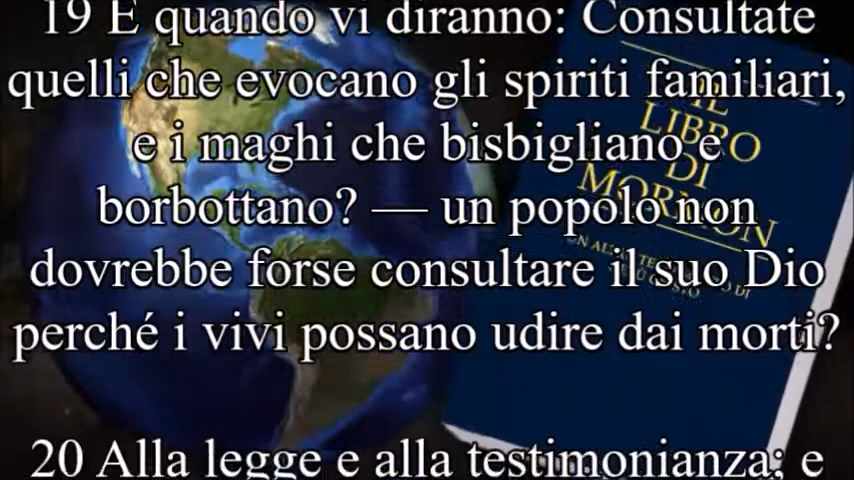 19 E quando vi diranno: Consultate
quelli che evocano gli spiriti familiari,
e i maghi che bisbigliano e
borbottano? — un popolo non
dovrebbe forse consultare il suo Dio
perché i vivi possano udire dai morti?
20 Alla legge e alla testimonianza; e
IL
LIBRO
DI
MORMON